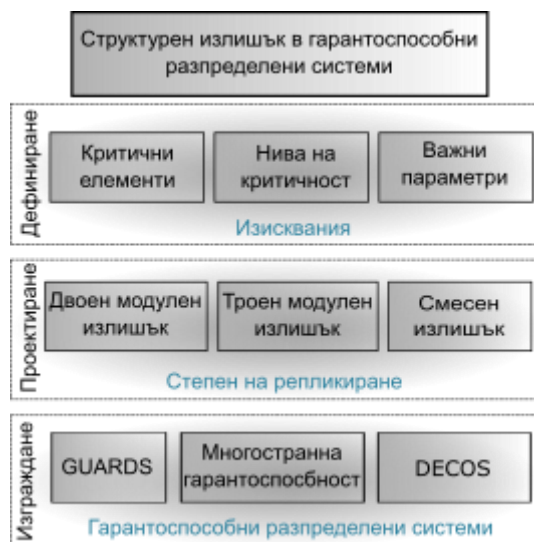 Структурен излишък в гарантоспособни
разпределени системи
Дефиниране
Критични
елементи
Нива на
критичност
Важни
параметри
Изисквания
Проектиране
Двоен модулен
излишък
Троен модулен
излишък
Смесен
излишък
Степен на репликиране
Изграждане
GUARDS
Многостранна
гарантоспосбност
DECOS
Гарантоспособни разпределени системи